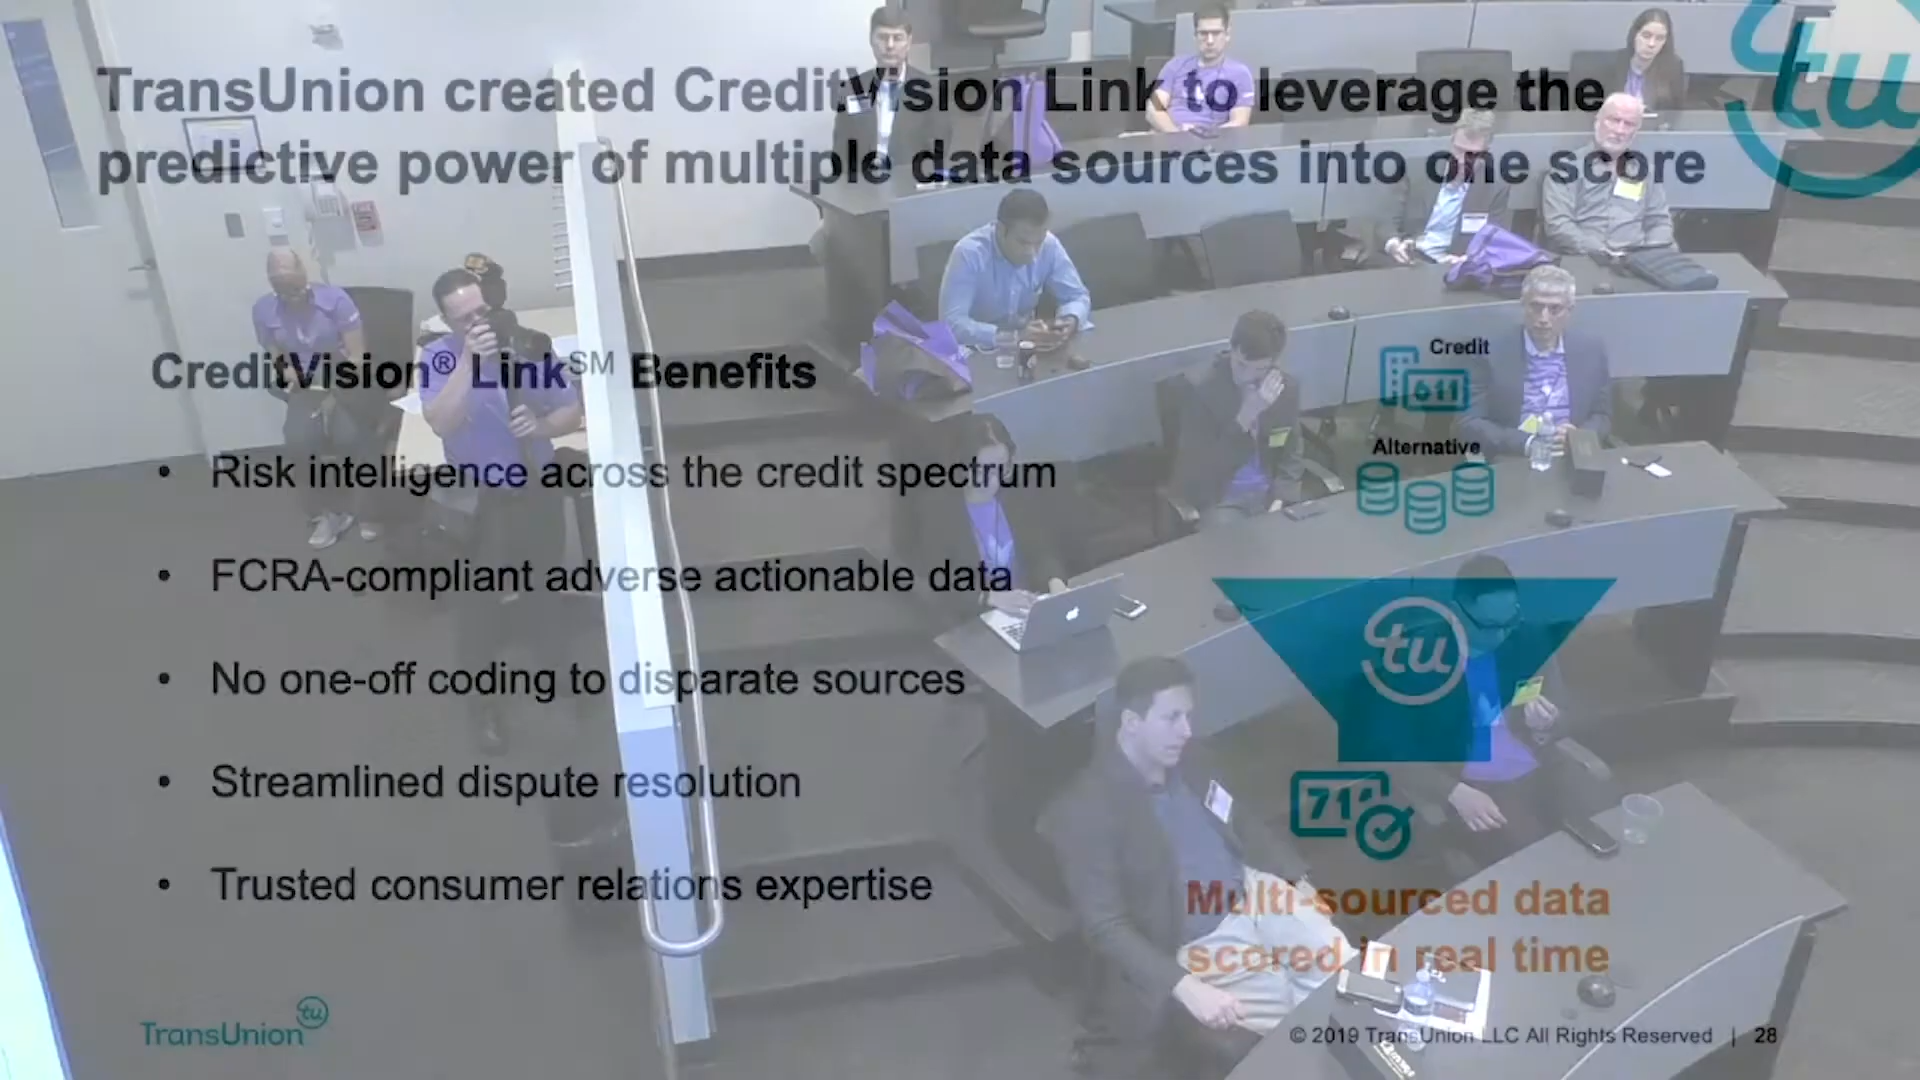 TransUnion created CreditVision Link to leverage the
predictive power of multiple data sources into one score
tu
CreditVision® Link℠ Benefits
• Risk intelligence across the credit spectrum
• FCRA-compliant adverse actionable data
• No one-off coding to disparate sources
• Streamlined dispute resolution
• Trusted consumer relations expertise
Credit
611
Alternative
tu
Multi-sourced data
scored in real time
TransUnion tu
© 2019 TransUnion LLC All Rights Reserved | 28